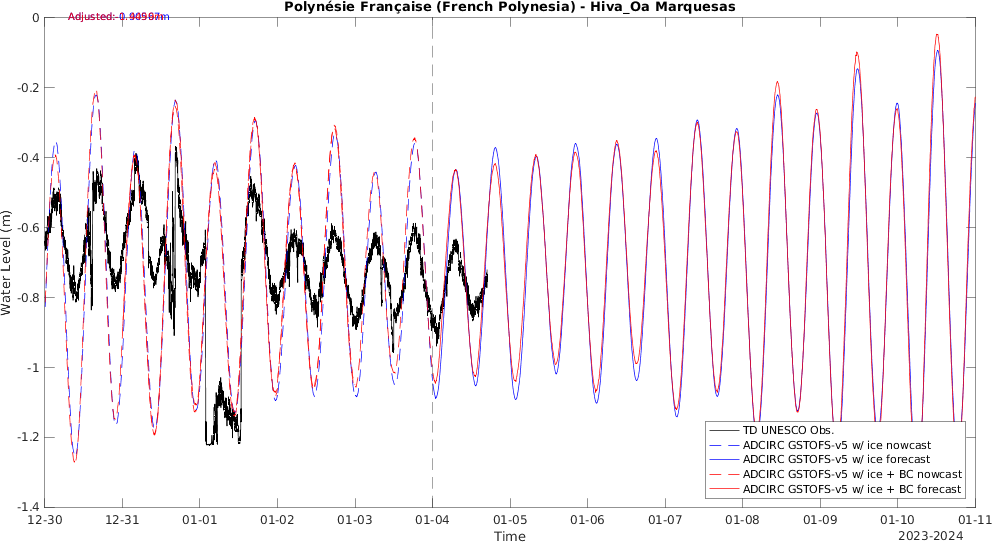 Polynésie Française (French Polynesia) - Hiva_Oa Marquesas
Adjusted:
0
-0.2
-0.4
-0.6
-0.8
-1
-1.2
-1.4
Water Level (m)
TD UNESCO Obs.
ADCIRC GSTOFS-v5 w/ ice nowcast
ADCIRC GSTOFS-v5 w/ ice forecast
ADCIRC GSTOFS-v5 w/ ice + BC nowcast
ADCIRC GSTOFS-v5 w/ ice + BC forecast
12-30 12-31 01-01 01-02 01-03 01-04 01-05 01-06 01-07 01-08 01-09 01-10 01-11
Time
2023-2024